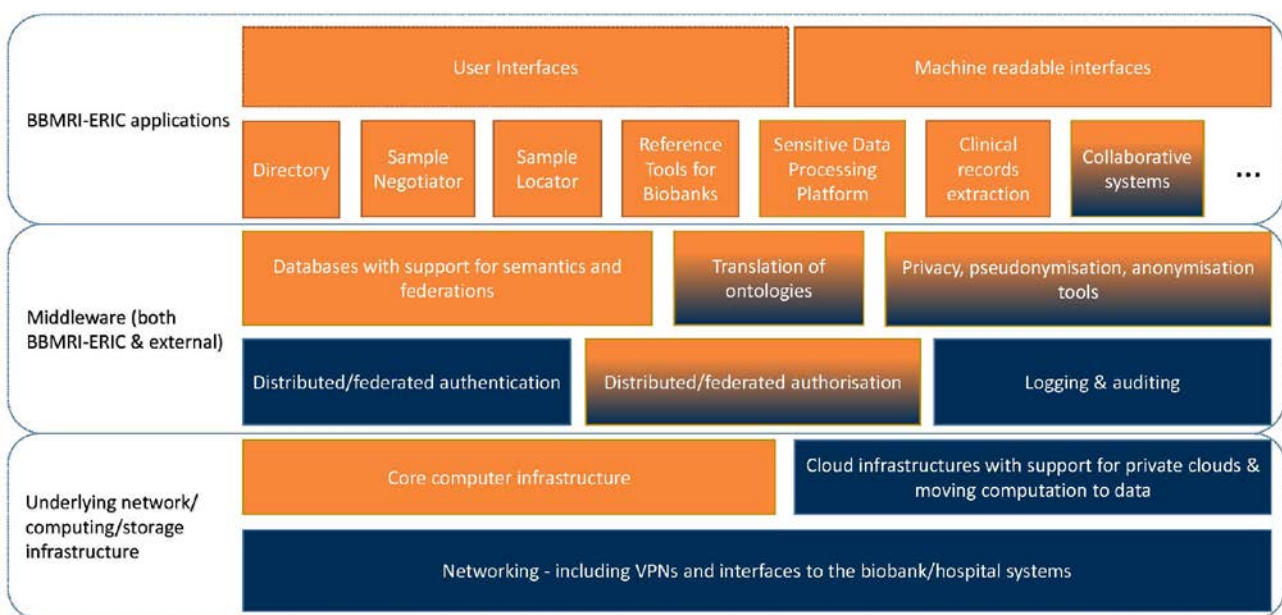 User Interfaces
Machine readable interfaces
BBMRI-ERIC applications
Directory
Sample
Negotiator
Sample
Locator
Reference
Tools for
Biobanks
Sensitive Data
Processing
Platform
Clinical
records
extraction
Collaborative
systems
...
Databases with support for semantics and
federations
Translation of
ontologies
Privacy, pseudonymisation, anonymisation
tools
Middleware (both
BBMRI-ERIC & external)
Distributed/federated authentication
Distributed/federated authorisation
Logging & auditing
Core computer infrastructure
Cloud infrastructures with support for private clouds &
moving computation to data
Underlying network/
computing/storage
infrastructure
Networking - including VPNs and interfaces to the biobank/hospital systems